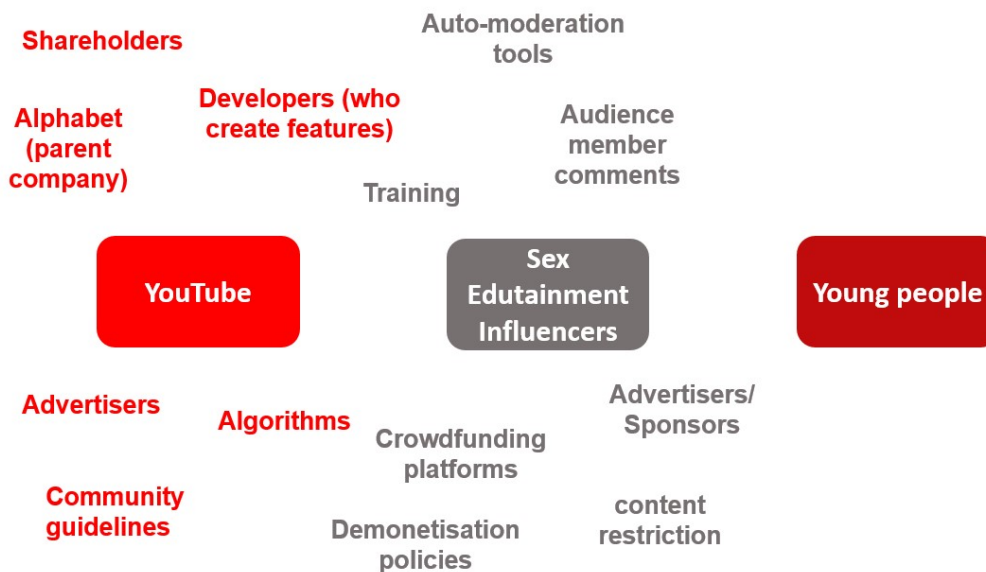 Shareholders
Auto-moderation
tools
Developers (who
create features)
Alphabet
(parent
company)
Audience
member
comments
Training
YouTube
Sex
Edutainment
Influencers
Young people
Advertisers
Algorithms
Advertisers/
Sponsors
Crowdfunding
platforms
Community
guidelines
content
restriction
Demonetisation
policies